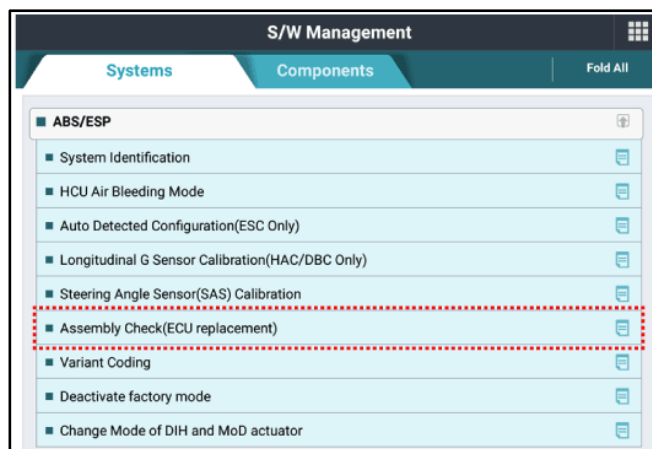 S/W Management
Systems
Components
Fold All
ABS/ESP
System Identification
HCU Air Bleeding Mode
Auto Detected Configuration(ESC Only)
Longitudinal G Sensor Calibration(HAC/DBC Only)
Steering Angle Sensor(SAS) Calibration
Assembly Check(ECU replacement)
Variant Coding
Deactivate factory mode
Change Mode of DIH and MoD actuator